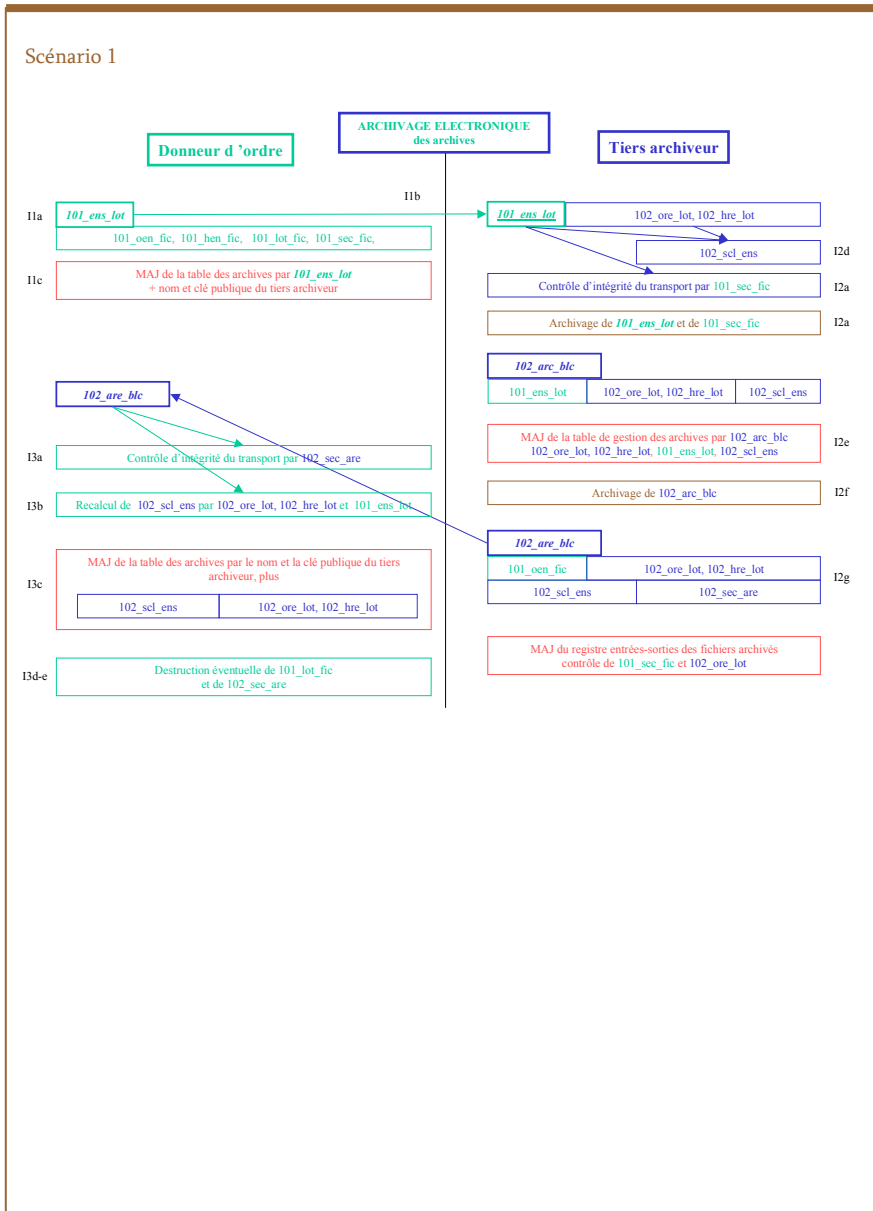 Scénario 1
ARCHIVAGE ELECTRONIQUE
des archives
Donneur d ’ordre
Tiers archiveur
I1b
I1a
101_ens_lot
101_oen_fic, 101_hen_fic, 101_lot_fic, 101_sec_fic,
I1c
MAJ de la table des archives par 101_ens_lot
+ nom et clé publique du tiers archiveur
102_are_blc
I3a
Contrôle d’intégrité du transport par 102_sec_are
I3b
Recalcul de 102_scl_ens par 102_ore_lot, 102_hre_lot et 101_ens_lot
I3c
MAJ de la table des archives par le nom et la clé publique du tiers
archiveur, plus
102_scl_ens
102_ore_lot, 102_hre_lot
I3d-e
Destruction éventuelle de 101_lot_fic
et de 102_sec_are
101_ens_lot
102_ore_lot, 102_hre_lot
102_scl_ens
I2d
Contrôle d’intégrité du transport par 101_sec_fic
I2a
Archivage de 101_ens_lot et de 101_sec_fic
I2a
102_arc_blc
101_ens_lot
102_ore_lot, 102_hre_lot
102_scl_ens
MAJ de la table de gestion des archives par 102_arc_blc
102_ore_lot, 102_hre_lot, 101_ens_lot, 102_scl_ens
I2e
Archivage de 102_arc_blc
I2f
102_are_blc
101_oen_fic
102_ore_lot, 102_hre_lot
I2g
102_scl_ens
102_sec_are
MAJ du registre entrées-sorties des fichiers archivés
contrôle de 101_sec_fic et 102_ore_lot